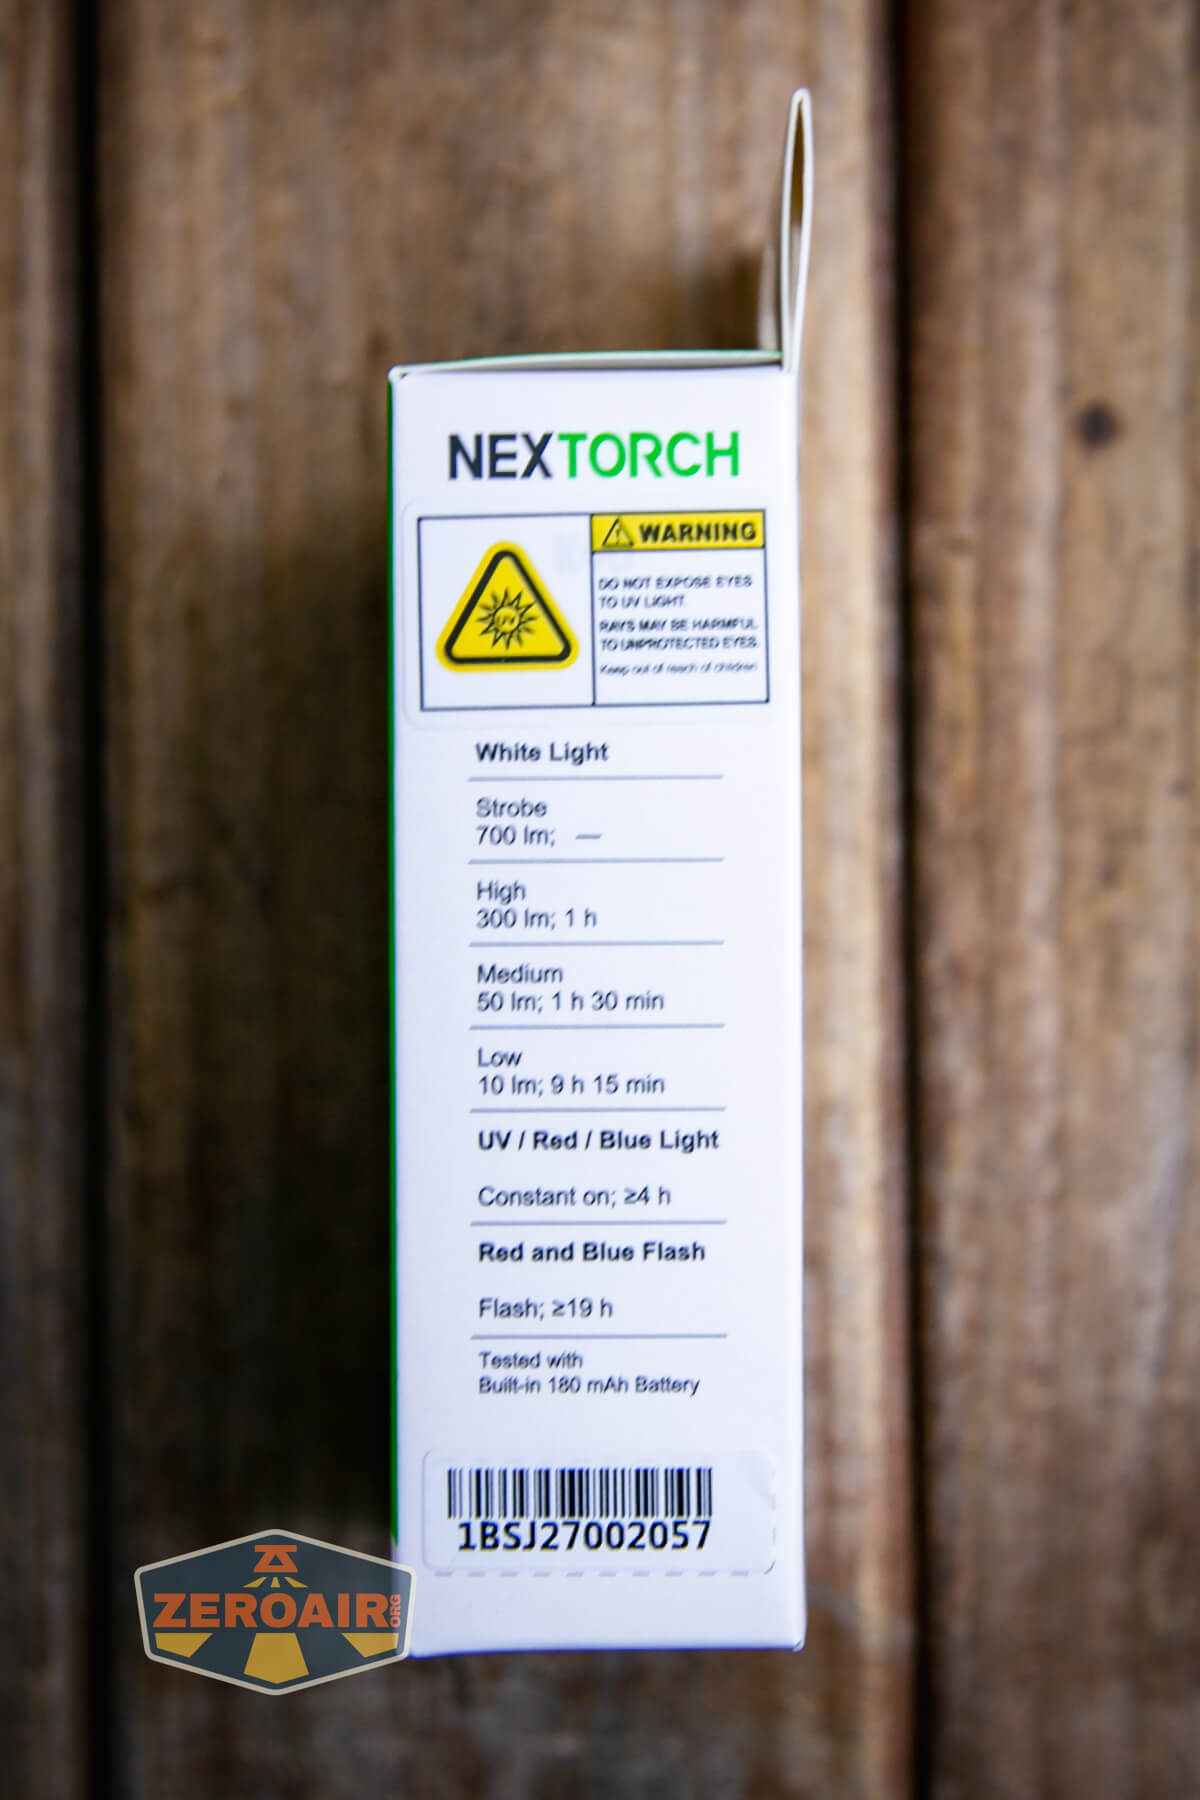 NEXTORCH
WARNING
UV
DO NOT EXPOSE EYES
TO UV LIGHT.
RAYS MAY BE HARMFUL
TO UNPROTECTED EYES.
Keep out of reach of children
White Light
Strobe
700 lm; —
High
300 lm; 1 h
Medium
50 lm; 1 h 30 min
Low
10 lm; 9 h 15 min
UV / Red / Blue Light
Constant on; ≥4 h
Red and Blue Flash
Flash; ≥19 h
Tested with
Built-in 180 mAh Battery
1BSJ27002057
ZEROAIR.ORG